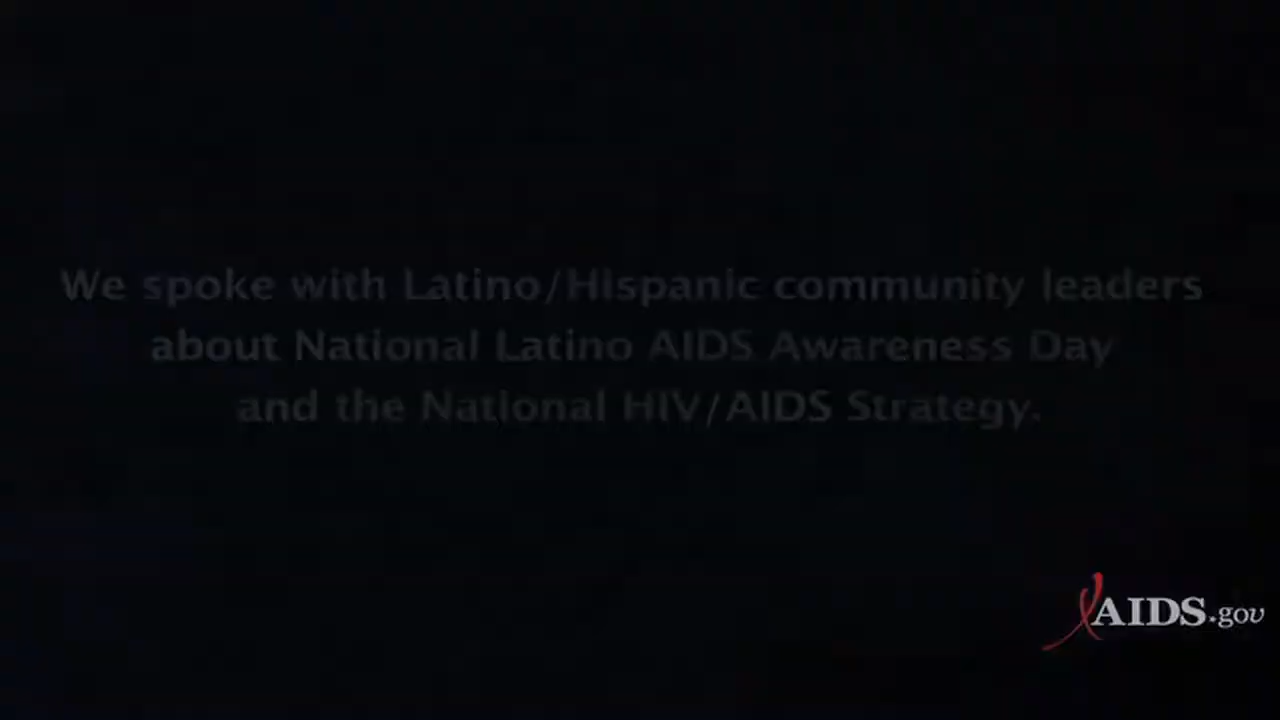 We spoke with Latino/Hispanic community leaders
about National Latino AIDS Awareness Day
and the National HIV/AIDS Strategy.
AIDS.gov